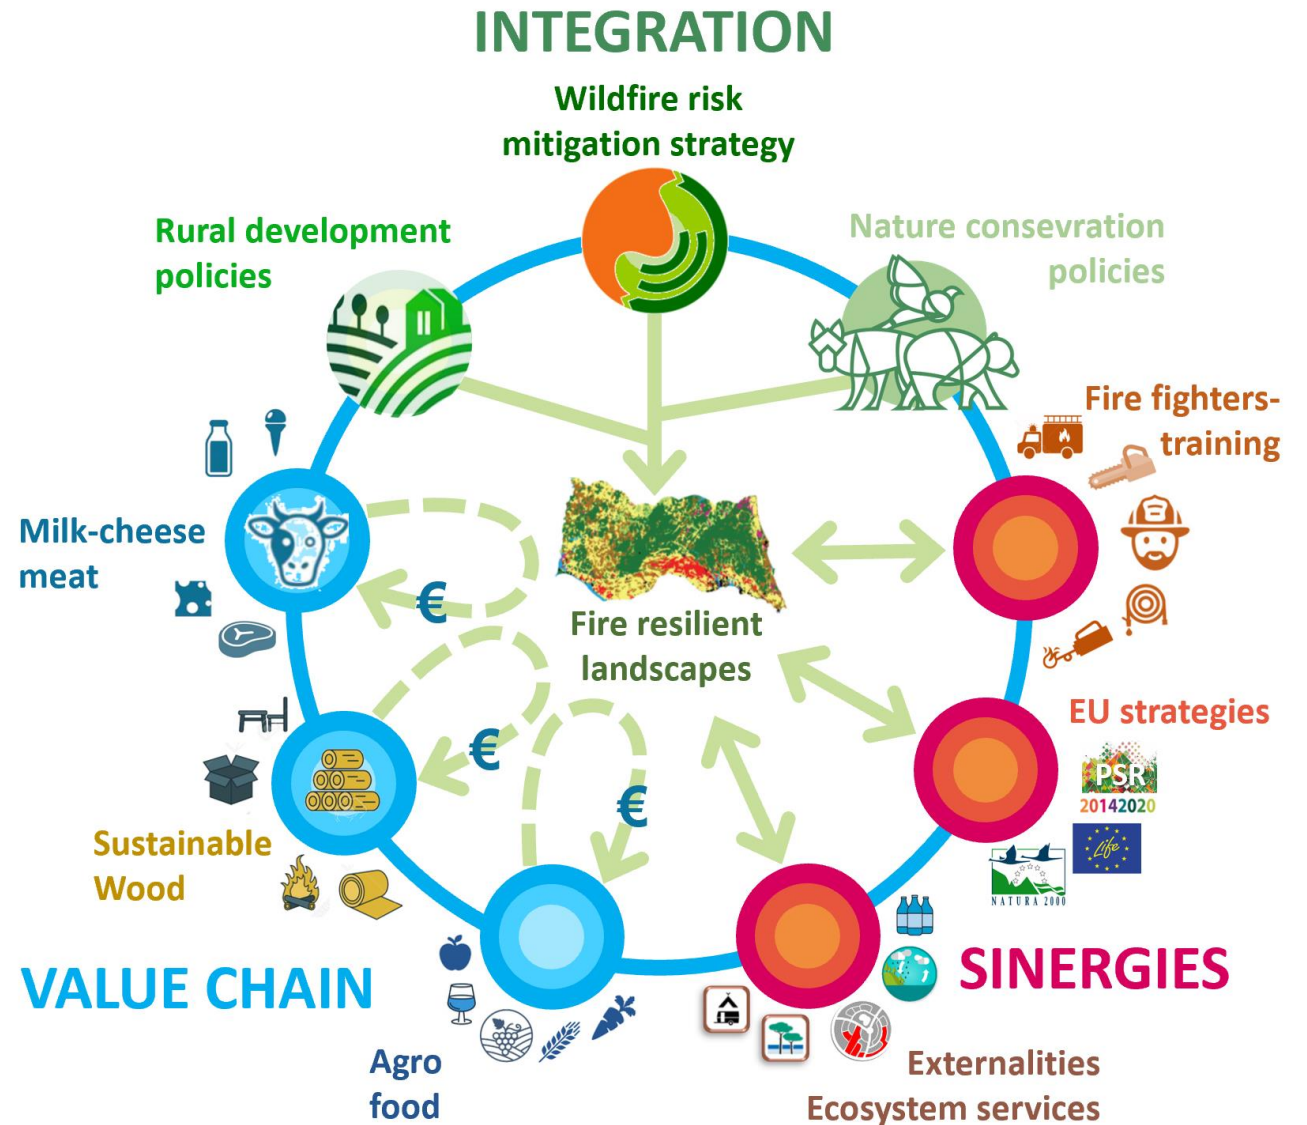 INTEGRATION
Wildfire risk
mitigation strategy
Rural development
policies
Nature consevration
policies
Fire fighters-
training
Milk-cheese
meat
€
Fire resilient
landscapes
€
EU strategies
PSR
20142020
€
Life
Sustainable
Wood
NATURA 2000
VALUE CHAIN
SINERGIES
Agro
food
Externalities
Ecosystem services